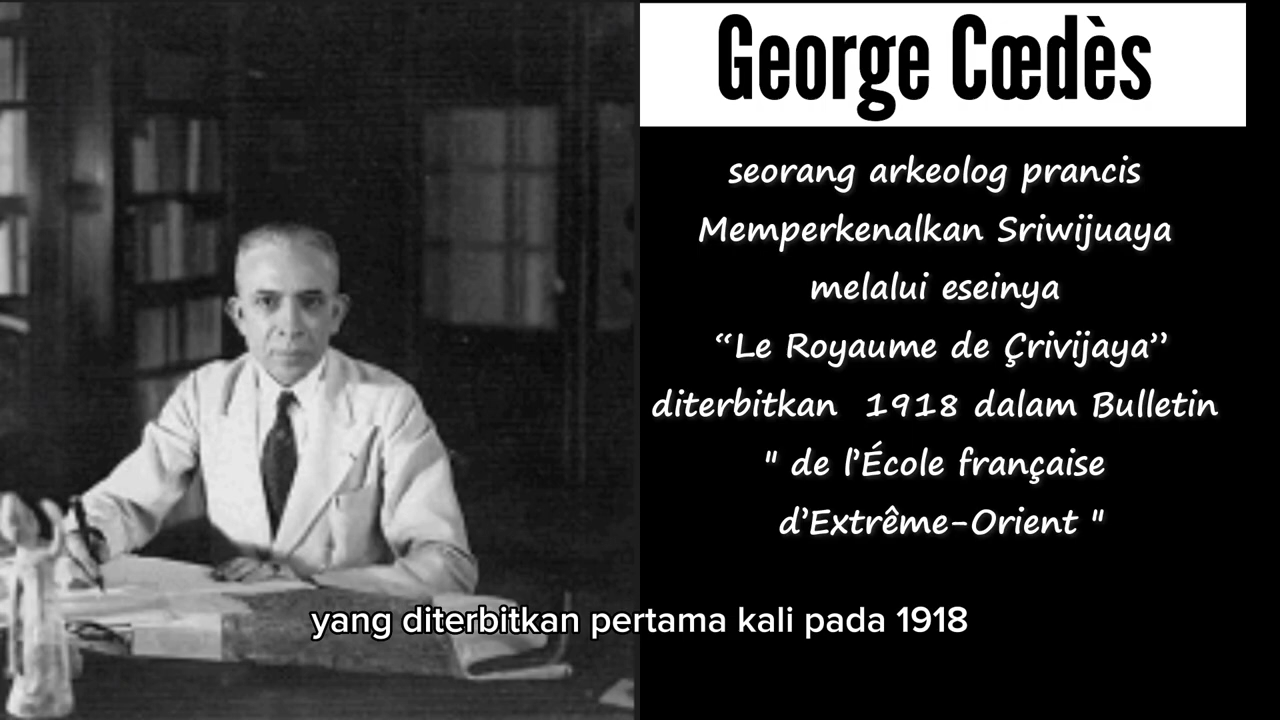 George Cœdès
seorang arkeolog prancis
Memperkenalkan Sriwijuaya
melalui eseinya
“Le Royaume de Çrivijaya”
diterbitkan 1918 dalam Bulletin
" de l’École française
d’Extrême-Orient "
yang diterbitkan pertama kali pada 1918